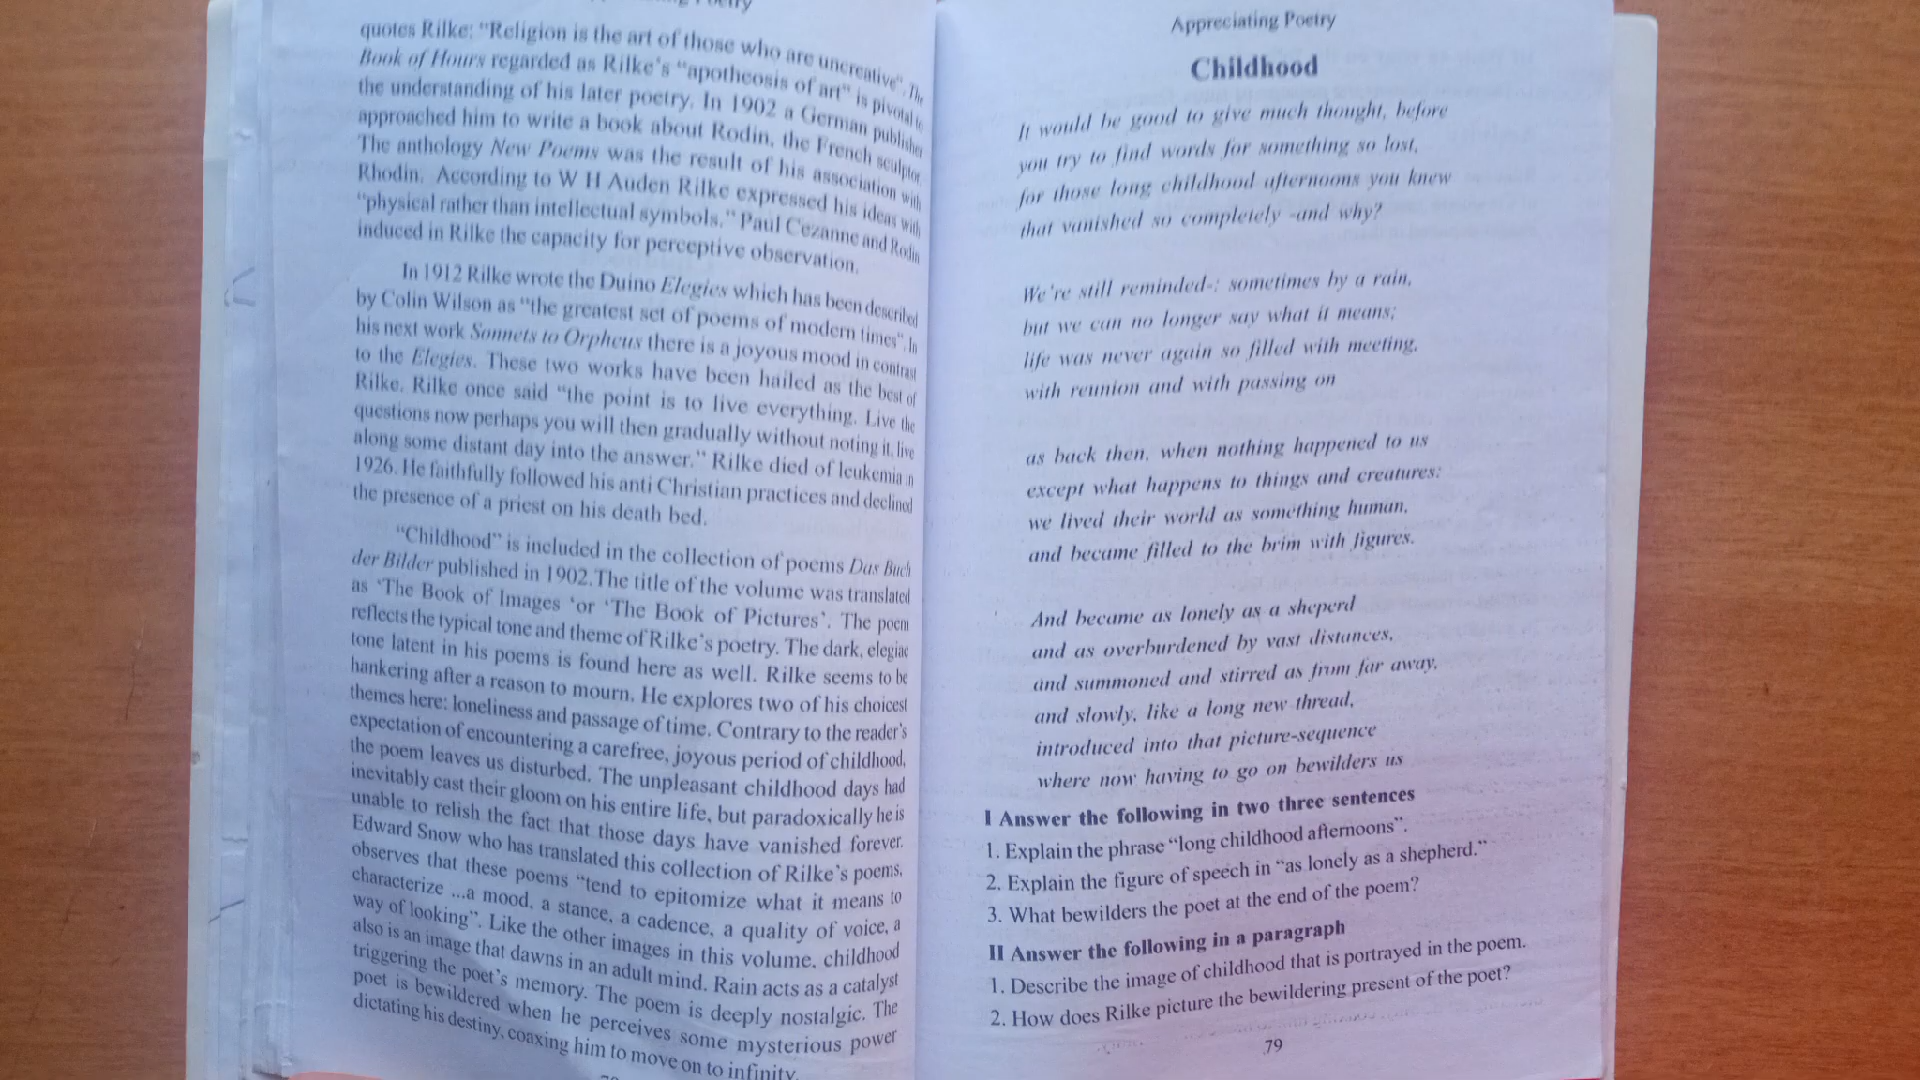 Poetry
quotes Rilke: "Religion is the art of those who are uncreative". The
Book of Hours regarded as Rilke's "apotheosis of art" is pivotal to
the understanding of his later poetry. In 1902 a German publisher
approached him to write a book about Rodin, the French sculptor.
The anthology New Poems was the result of his association with
Rhodin. According to W H Auden Rilke expressed his ideas with
"physical rather than intellectual symbols." Paul Cezanne and Rodin
induced in Rilke the capacity for perceptive observation.
In 1912 Rilke wrote the Duino Elegies which has been described
by Colin Wilson as "the greatest set of poems of modern times". In
his next work Sonnets to Orpheus there is a joyous mood in contrast
to the Elegies. These two works have been hailed as the best of
Rilke. Rilke once said "the point is to live everything. Live the
questions now perhaps you will then gradually without noting it, live
along some distant day into the answer." Rilke died of leukemia in
1926. He faithfully followed his anti Christian practices and declined
the presence of a priest on his death bed.
"Childhood" is included in the collection of poems Das Buch
der Bilder published in 1902.The title of the volume was translated
as 'The Book of Images 'or 'The Book of Pictures'. The poem
reflects the typical tone and theme of Rilke's poetry. The dark, elegiac
tone latent in his poems is found here as well. Rilke seems to be
hankering after a reason to mourn. He explores two of his choicest
themes here: loneliness and passage of time. Contrary to the reader's
expectation of encountering a carefree, joyous period of childhood,
the poem leaves us disturbed. The unpleasant childhood days had
inevitably cast their gloom on his entire life, but paradoxically he is
unable to relish the fact that those days have vanished forever.
Edward Snow who has translated this collection of Rilke's poems,
observes that these poems "tend to epitomize what it means to
characterize ...a mood, a stance, a cadence, a quality of voice, a
way of looking". Like the other images in this volume, childhood
also is an image that dawns in an adult mind. Rain acts as a catalyst
triggering the poet's memory. The poem is deeply nostalgic. The
poet is bewildered when he perceives some mysterious power
dictating his destiny, coaxing him to move on to infinity.
Appreciating Poetry
Childhood
It would be good to give much thought, before
you try to find words for something so lost,
for those long childhood afternoons you knew
that vanished so completely -and why?
We're still reminded-: sometimes by a rain,
but we can no longer say what it means;
life was never again so filled with meeting,
with reunion and with passing on
as back then, when nothing happened to us
except what happens to things and creatures:
we lived their world as something human,
and became filled to the brim with figures.
And became as lonely as a sheperd
and as overburdened by vast distances,
and summoned and stirred as from far away,
and slowly, like a long new thread,
introduced into that picture-sequence
where now having to go on bewilders us
I Answer the following in two three sentences
1. Explain the phrase "long childhood afternoons".
2. Explain the figure of speech in "as lonely as a shepherd."
3. What bewilders the poet at the end of the poem?
II Answer the following in a paragraph
1. Describe the image of childhood that is portrayed in the poem.
2. How does Rilke picture the bewildering present of the poet?
79